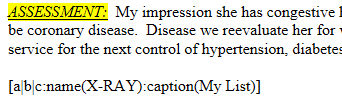 ASSESSMENT:  My impression she has congestive
be coronary disease.  Disease we reevaluate her for
service for the next control of hypertension, diabetes
[a|b|c:name(X-RAY):caption(My List)]